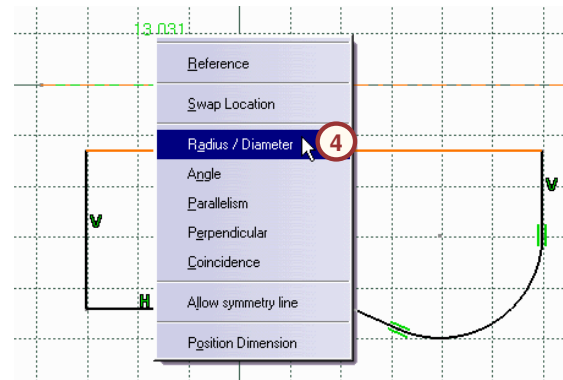 13.031
Reference
Swap Location
Radius / Diameter
4
Angle
Parallelism
V
V
Perpendicular
Coincidence
H
Allow symmetry line
Position Dimension